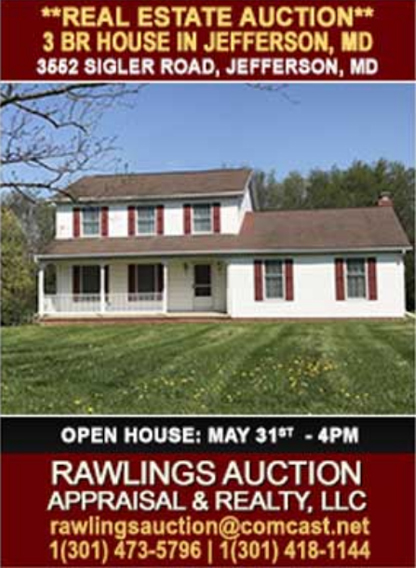 **REAL ESTATE AUCTION**
3 BR HOUSE IN JEFFERSON, MD
3552 SIGLER ROAD, JEFFERSON, MD
OPEN HOUSE: MAY 31ST - 4PM
RAWLINGS AUCTION
APPRAISAL & REALTY, LLC
rawlingsauction@comcast.net
1(301) 473-5796 | 1(301) 418-1144